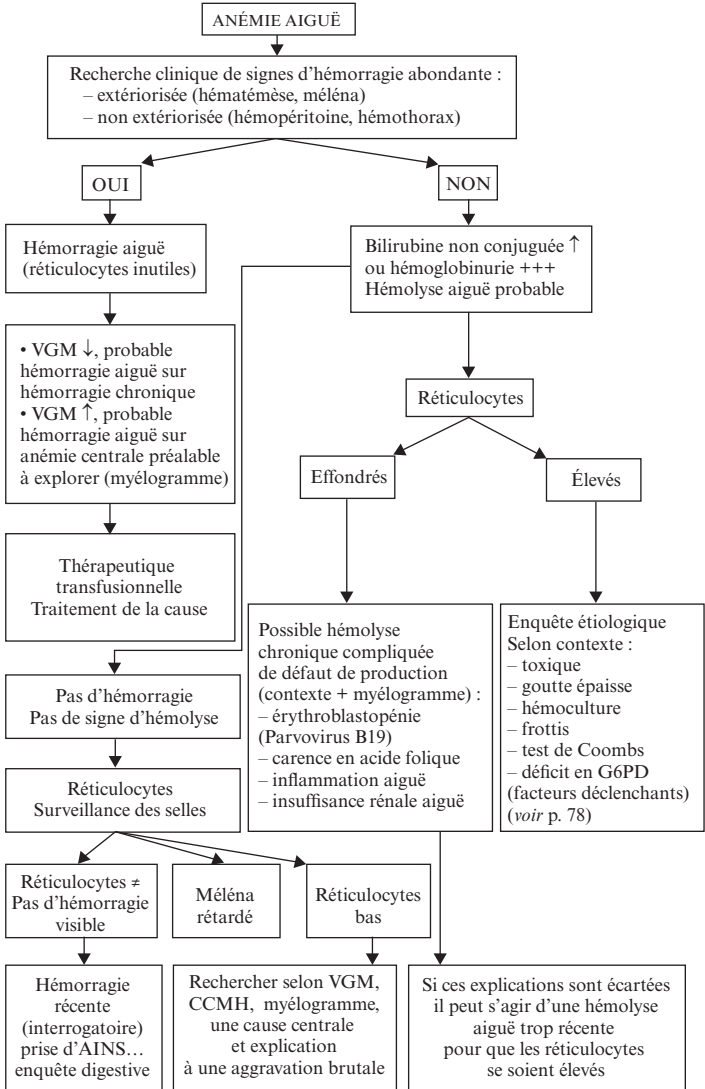 ANÉMIE AIGUË
Recherche clinique de signes d’hémorragie abondante :
– extériorisée (hématémèse, méléna)
– non extériorisée (hémopéritoine, hémothorax)
OUI
NON
Hémorragie aiguë
(réticulocytes inutiles)
Bilirubine non conjuguée ↑
ou hémoglobinurie +++
Hémolyse aiguë probable
• VGM ↓, probable
hémorragie aiguë sur
hémorragie chronique
• VGM ↑, probable
hémorragie aiguë sur
anémie centrale préalable
à explorer (myélogramme)
Réticulocytes
Effondrés
Élevés
Thérapeutique
transfusionnelle
Traitement de la cause
Possible hémolyse
chronique compliquée
de défaut de production
(contexte + myélogramme) :
– érythroblastopénie
(Parvovirus B19)
– carence en acide folique
– inflammation aiguë
– insuffisance rénale aiguë
Enquête étiologique
Selon contexte :
– toxique
– goutte épaisse
– hémoculture
– frottis
– test de Coombs
– déficit en G6PD
(facteurs déclenchants)
(voir p. 78)
Pas d’hémorragie
Pas de signe d’hémolyse
Réticulocytes
Surveillance des selles
Réticulocytes ≠
Pas d’hémorragie
visible
Méléna
rétardé
Réticulocytes
bas
Hémorragie
récente
(interrogatoire)
prise d’AINS…
enquête digestive
Rechercher selon VGM,
CCMH, myélogramme,
une cause centrale
et explication
à une aggravation brutale
Si ces explications sont écartées
il peut s’agir d’une hémolyse
aiguë trop récente
pour que les réticulocytes
se soient élevés